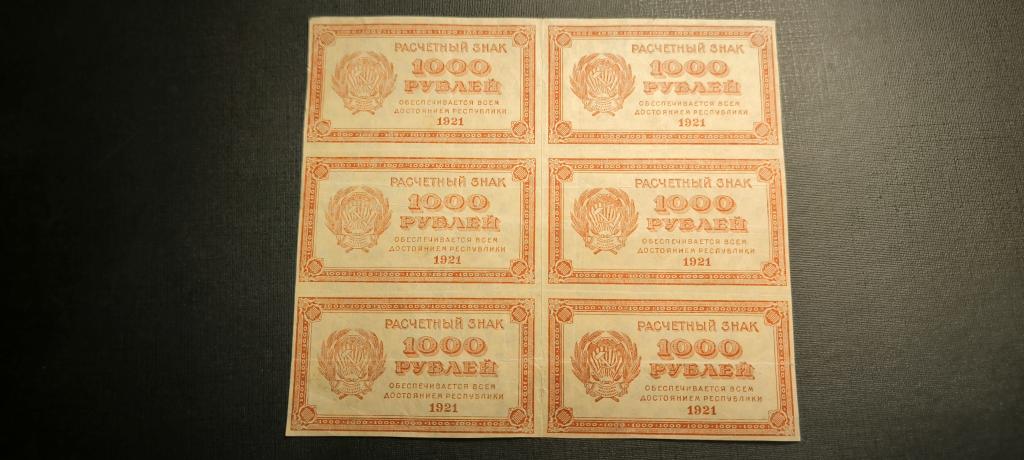 РАСЧЕТНЫЙ ЗНАК
1000
РУБЛЕЙ
ОБЕСПЕЧИВАЕТСЯ ВСЕМ
ДОСТОЯНИЕМ РЕСПУБЛИКИ
1921
РАСЧЕТНЫЙ ЗНАК
1000
РУБЛЕЙ
ОБЕСПЕЧИВАЕТСЯ ВСЕМ
ДОСТОЯНИЕМ РЕСПУБЛИКИ
1921
РАСЧЕТНЫЙ ЗНАК
1000
РУБЛЕЙ
ОБЕСПЕЧИВАЕТСЯ ВСЕМ
ДОСТОЯНИЕМ РЕСПУБЛИКИ
1921
РАСЧЕТНЫЙ ЗНАК
1000
РУБЛЕЙ
ОБЕСПЕЧИВАЕТСЯ ВСЕМ
ДОСТОЯНИЕМ РЕСПУБЛИКИ
1921
РАСЧЕТНЫЙ ЗНАК
1000
РУБЛЕЙ
ОБЕСПЕЧИВАЕТСЯ ВСЕМ
ДОСТОЯНИЕМ РЕСПУБЛИКИ
1921
РАСЧЕТНЫЙ ЗНАК
1000
РУБЛЕЙ
ОБЕСПЕЧИВАЕТСЯ ВСЕМ
ДОСТОЯНИЕМ РЕСПУБЛИКИ
1921